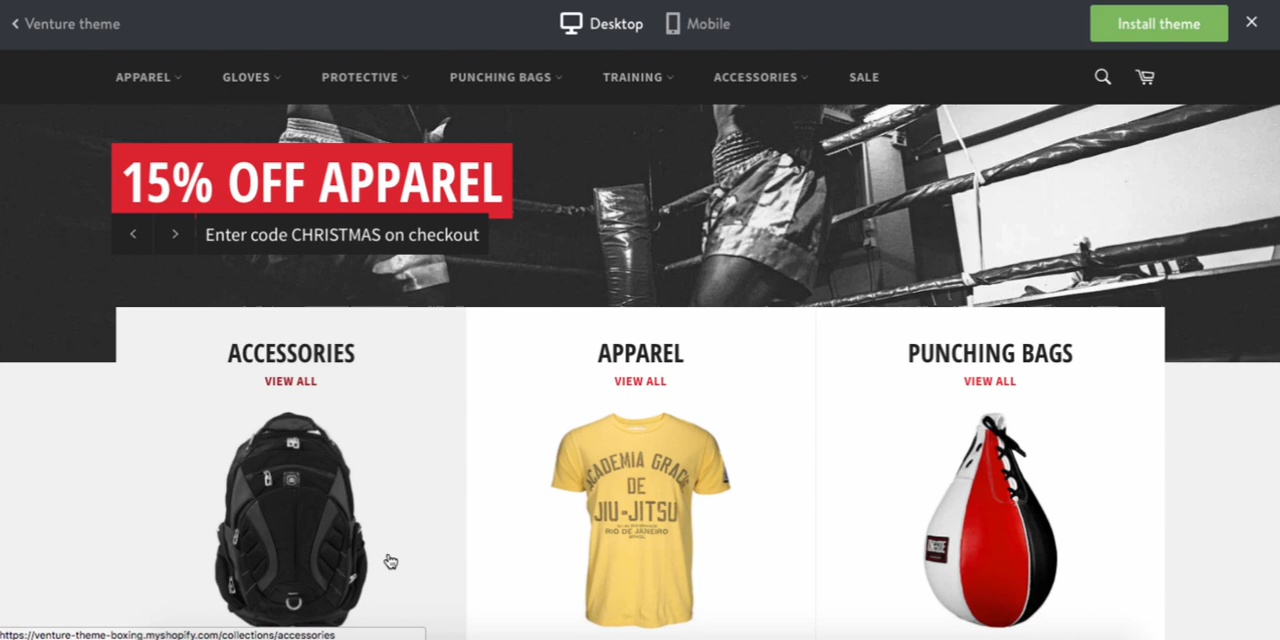 Venture theme
Desktop
Mobile
Install theme
APPAREL
GLOVES
PROTECTIVE
PUNCHING BAGS
TRAINING
ACCESSORIES
SALE
15% OFF APPAREL
Enter code CHRISTMAS on checkout
ACCESSORIES
VIEW ALL
APPAREL
VIEW ALL
PUNCHING BAGS
VIEW ALL
ACADEMIA GRACIE
DE
JIU-JITSU
RIO DE JANEIRO
https://venture-theme-boxing.myshopify.com/collections/accessories